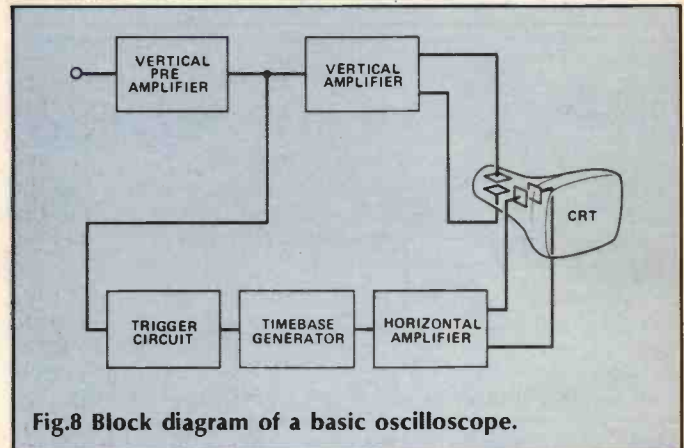 VERTICAL
PRE
AMPLIFIER
VERTICAL
AMPLIFIER
CRT
TRIGGER
CIRCUIT
TIMEBASE
GENERATOR
HORIZONTAL
AMPLIFIER
Fig.8 Block diagram of a basic oscilloscope.